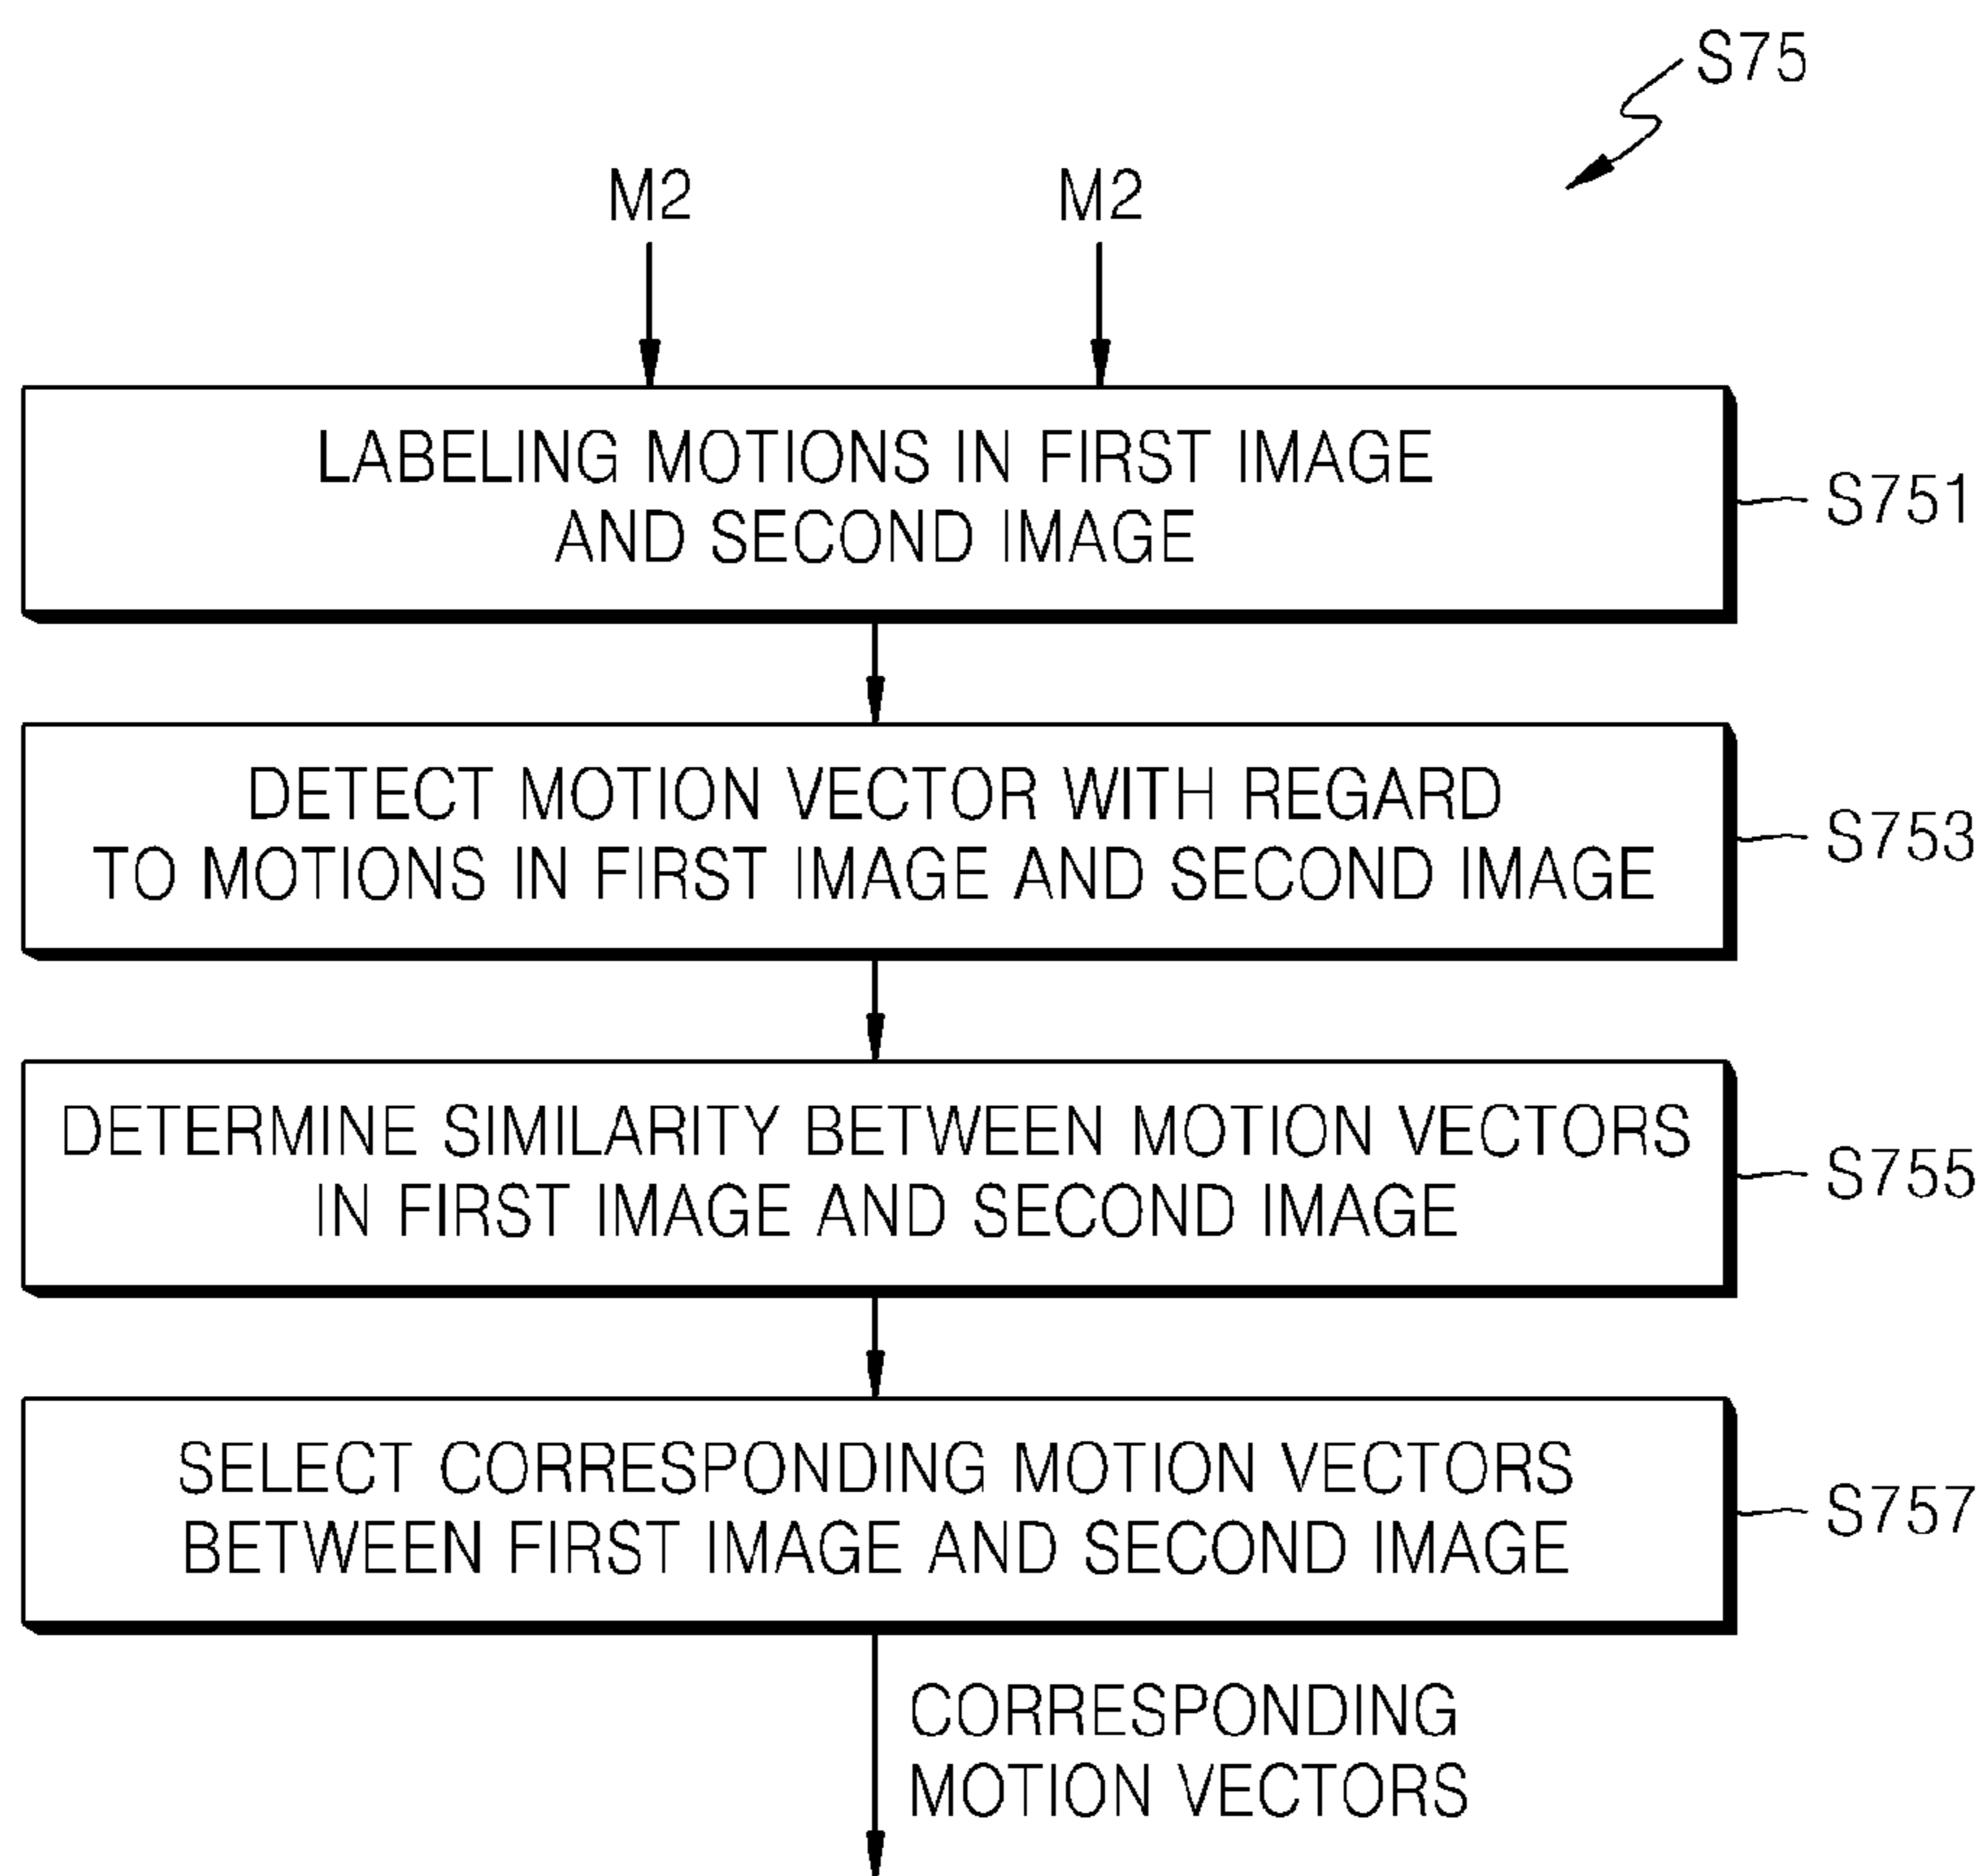 S75
M2 M2
LABELING MOTIONS IN FIRST IMAGE
AND SECOND IMAGE
S751
DETECT MOTION VECTOR WITH REGARD
TO MOTIONS IN FIRST IMAGE AND SECOND IMAGE
S753
DETERMINE SIMILARITY BETWEEN MOTION VECTORS
IN FIRST IMAGE AND SECOND IMAGE
S755
SELECT CORRESPONDING MOTION VECTORS
BETWEEN FIRST IMAGE AND SECOND IMAGE
S757
CORRESPONDING
MOTION VECTORS